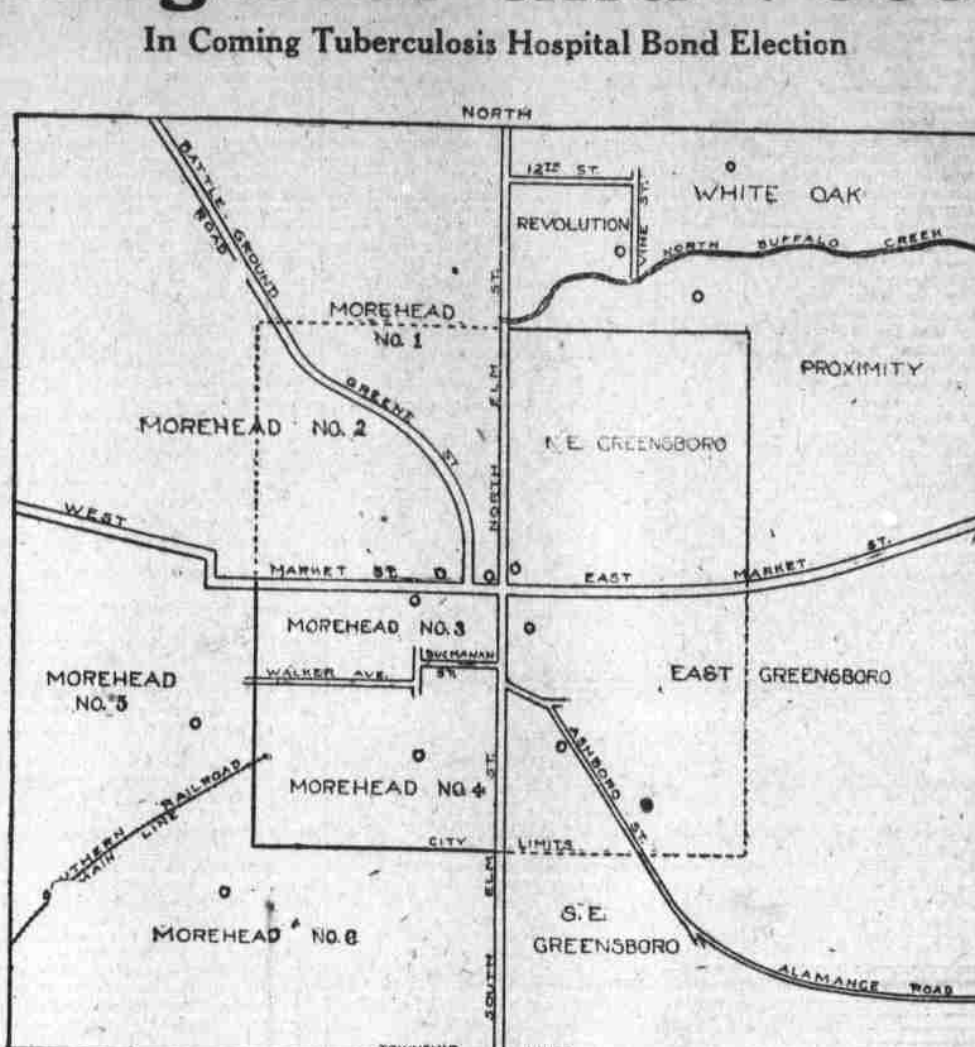 In Coming Tuberculosis Hospital Bond Election
NORTH
BATTLE GROUND
ROAD
12TH ST.
WHITE OAK
REVOLUTION
VINE ST.
NORTH BUFFALO CREEK
MOREHEAD
NO. 1
NORTH ELM ST.
PROXIMITY
GREENE ST.
MOREHEAD NO. 2
N.E. GREENSBORO
WEST
MARKET ST.
EAST MARKET ST.
MOREHEAD NO. 3
BUCHANAN
ST.
WALKER AVE.
MOREHEAD
NO. 5
EAST GREENSBORO
ASHBORO ST.
SOUTHERN RAILROAD
MAIN LINE
MOREHEAD NO. 4
CITY LIMITS
SOUTH ELM ST.
MOREHEAD NO. 6
S.E.
GREENSBORO
ALAMANCE ROAD
TOWNSHIP